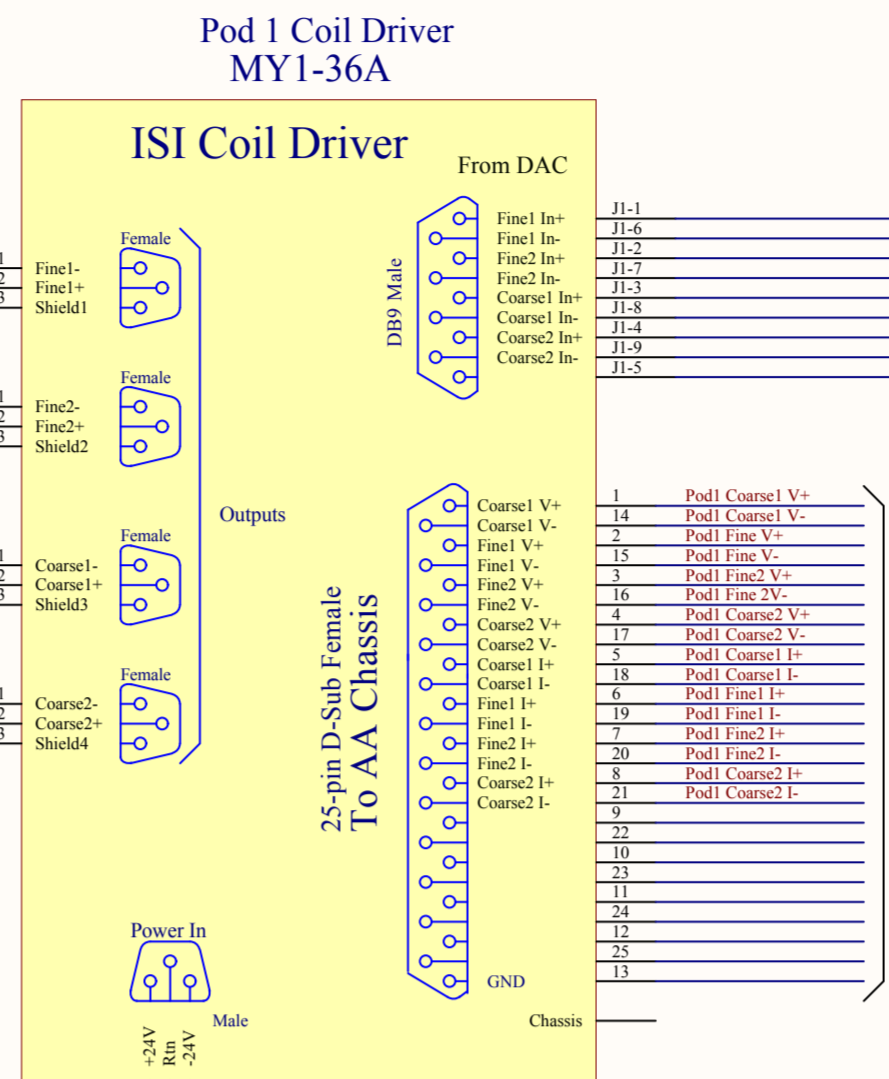 Pod 1 Coil Driver
MY1-36A
ISI Coil Driver
From DAC
DB9 Male
Fine1 In+ J1-1
Fine1 In- J1-6
Fine2 In+ J1-2
Fine2 In- J1-7
Coarse1 In+ J1-3
Coarse1 In- J1-8
Coarse2 In+ J1-4
Coarse2 In- J1-9
J1-5
Female
1 Fine1-
2 Fine1+
3 Shield1
Female
1 Fine2-
2 Fine2+
3 Shield2
Outputs
Female
1 Coarse1-
2 Coarse1+
3 Shield3
Female
1 Coarse2-
2 Coarse2+
3 Shield4
25-pin D-Sub Female
To AA Chassis
Coarse1 V+ 1 Pod1 Coarse1 V+
Coarse1 V- 14 Pod1 Coarse1 V-
Fine1 V+ 2 Pod1 Fine V+
Fine1 V- 15 Pod1 Fine V-
Fine2 V+ 3 Pod1 Fine2 V+
Fine2 V- 16 Pod1 Fine 2V-
Coarse2 V+ 4 Pod1 Coarse2 V+
Coarse2 V- 17 Pod1 Coarse2 V-
Coarse1 I+ 5 Pod1 Coarse1 I+
Coarse1 I- 18 Pod1 Coarse1 I-
Fine1 I+ 6 Pod1 Fine1 I+
Fine1 I- 19 Pod1 Fine1 I-
Fine2 I+ 7 Pod1 Fine2 I+
Fine2 I- 20 Pod1 Fine2 I-
Coarse2 I+ 8 Pod1 Coarse2 I+
Coarse2 I- 21 Pod1 Coarse2 I-
9
22
10
23
11
24
12
25
GND 13
Chassis
Power In
Male
+24V
Rtn
-24V